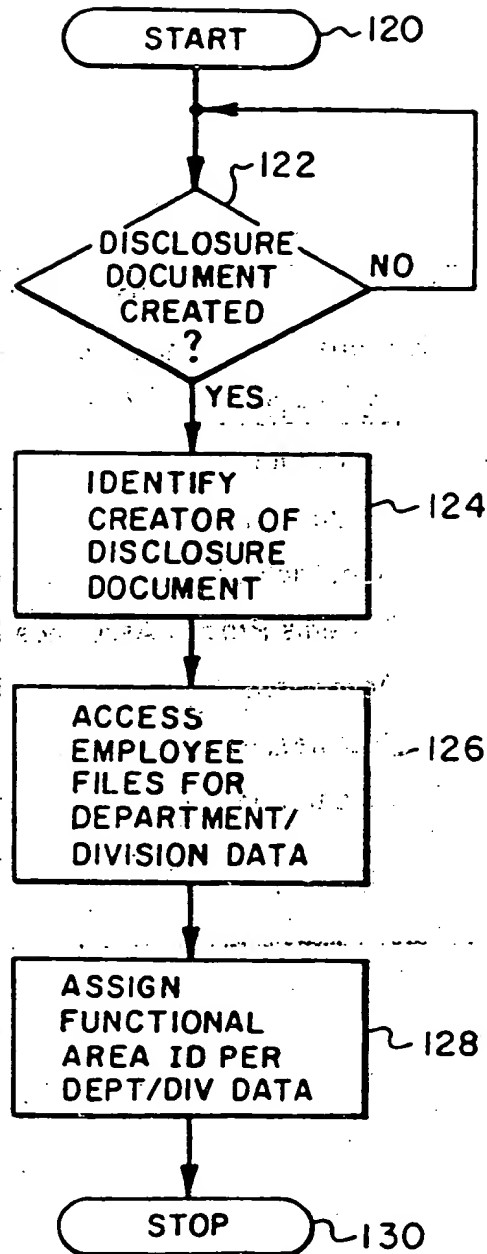 START
120
122
DISCLOSURE
DOCUMENT
CREATED
?
NO
YES
IDENTIFY
CREATOR OF
DISCLOSURE
DOCUMENT
124
ACCESS
EMPLOYEE
FILES FOR
DEPARTMENT/
DIVISION DATA
126
ASSIGN
FUNCTIONAL
AREA ID PER
DEPT/DIV DATA
128
STOP
130